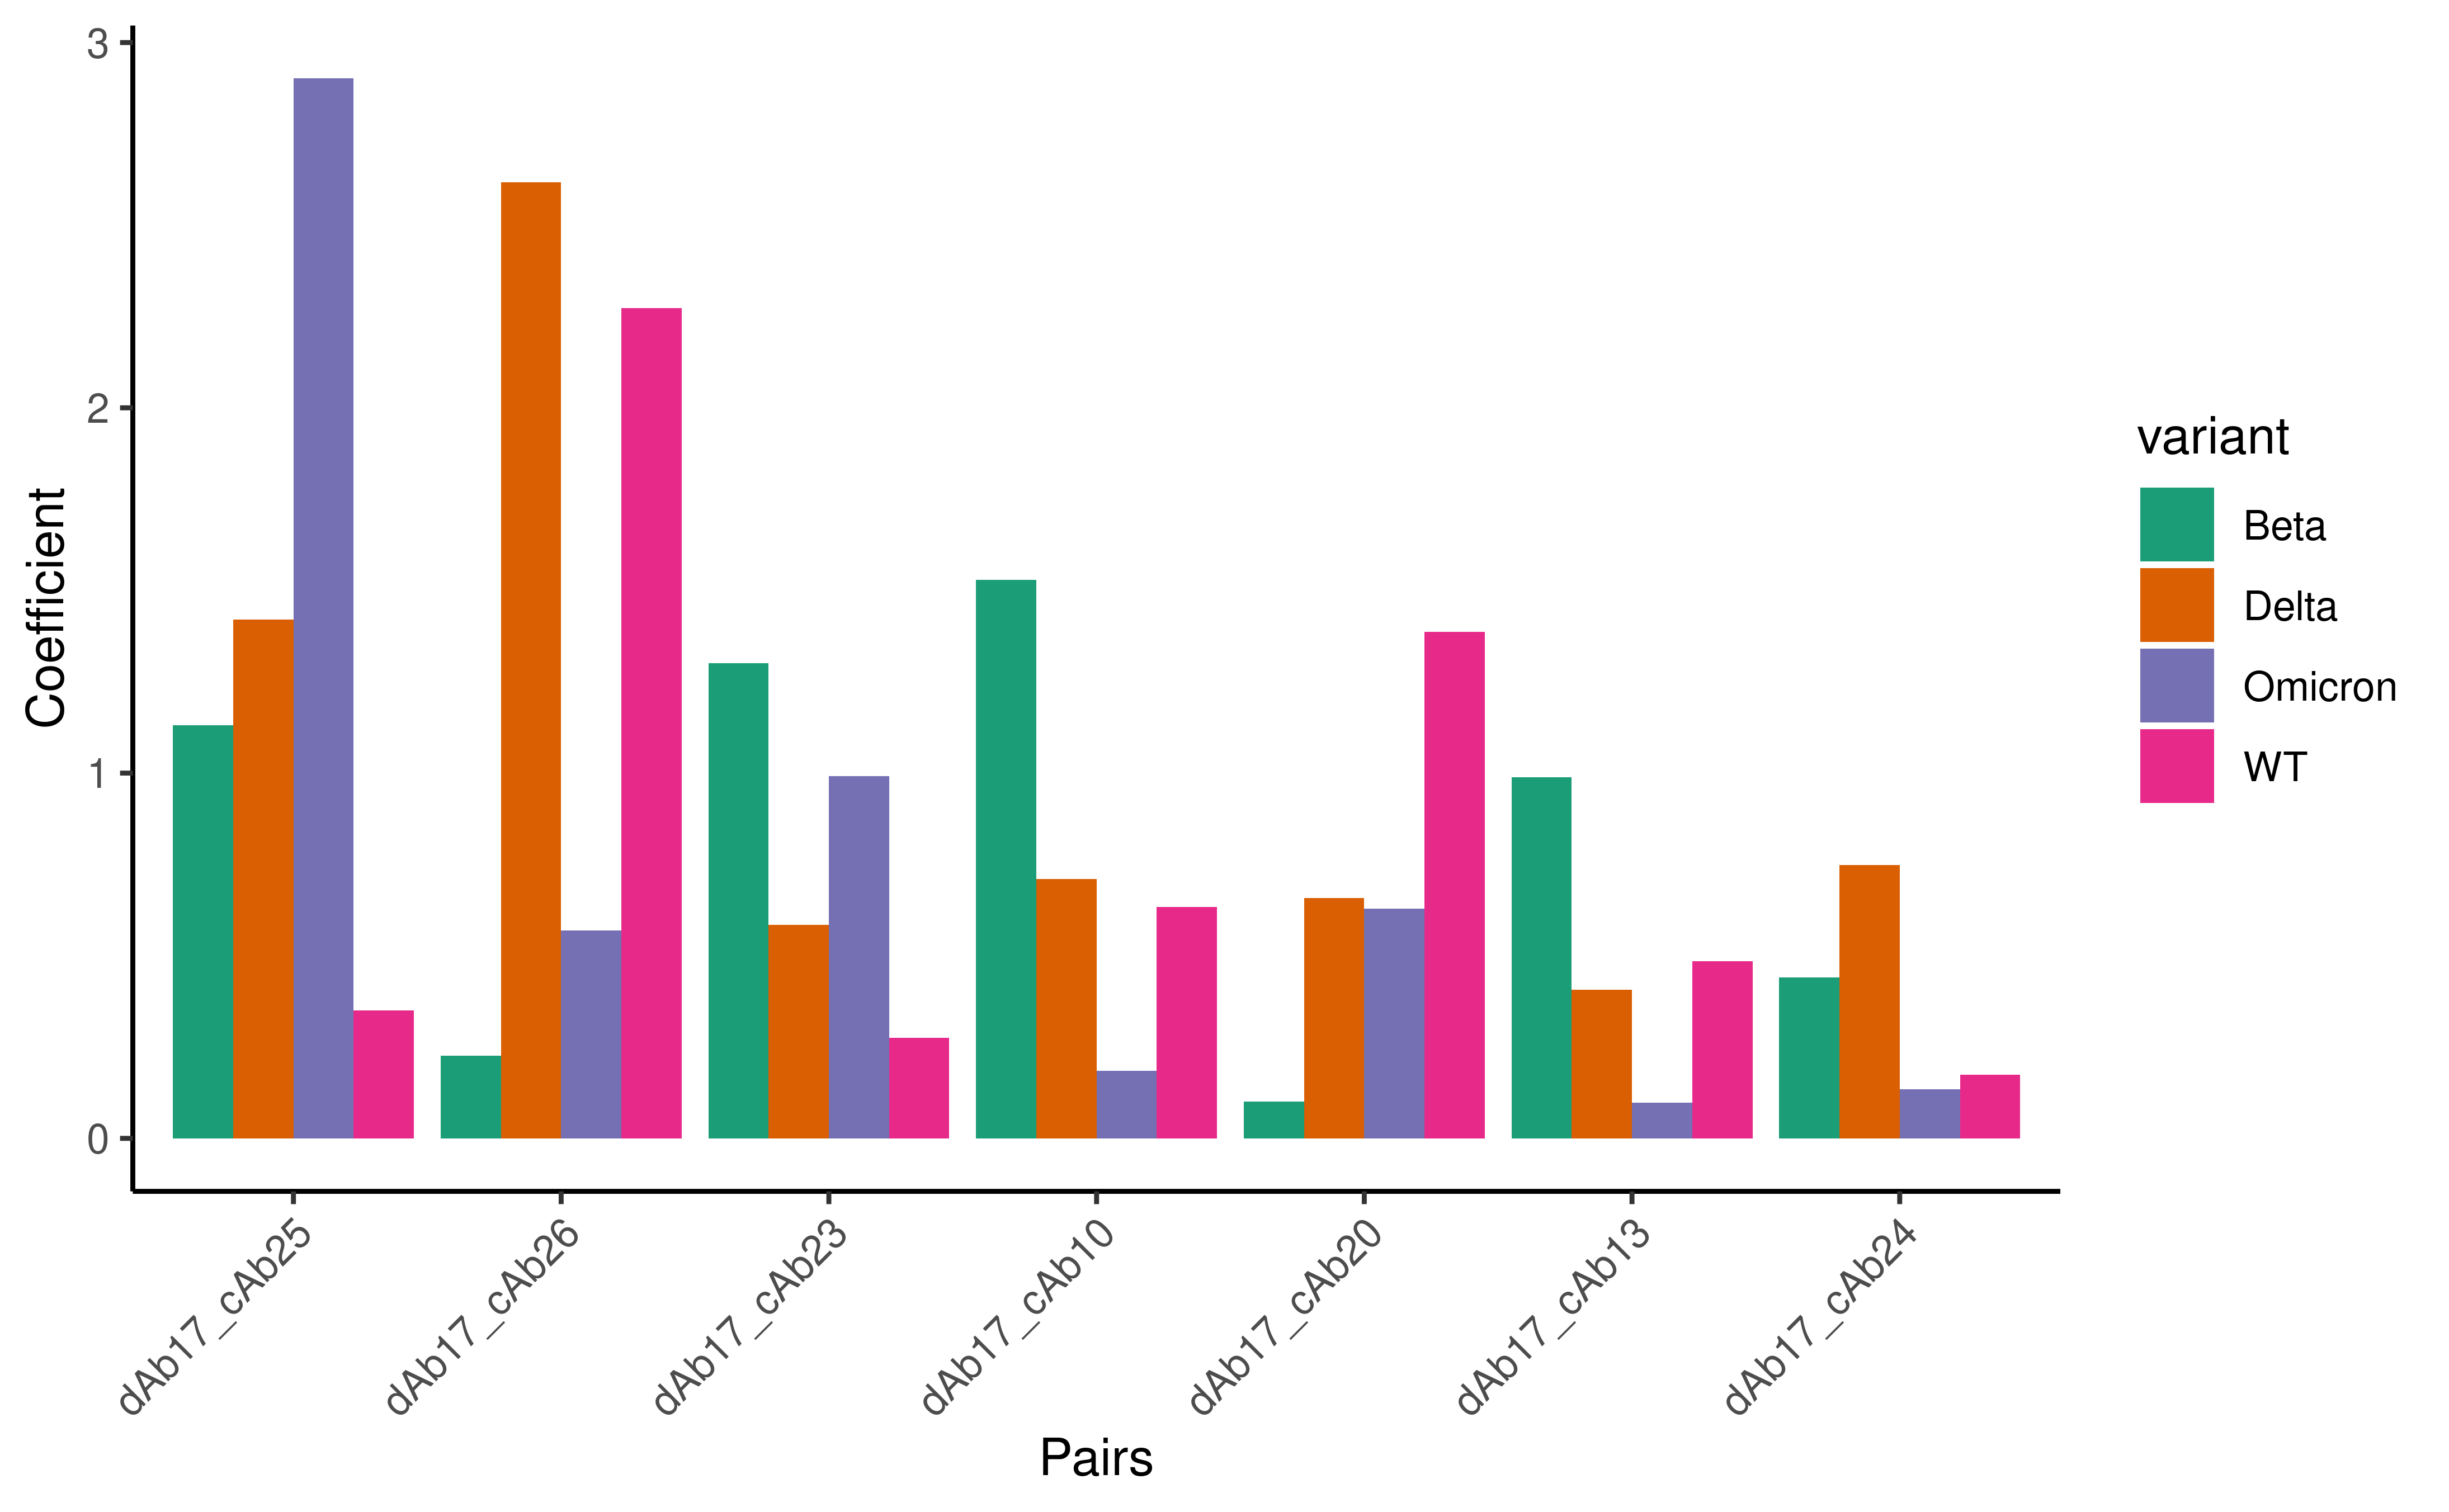 3
2
1
0
Coefficient
dAb17_cAb25
dAb17_cAb26
dAb17_cAb23
dAb17_cAb10
dAb17_cAb20
dAb17_cAb13
dAb17_cAb24
Pairs
variant
Beta
Delta
Omicron
WT